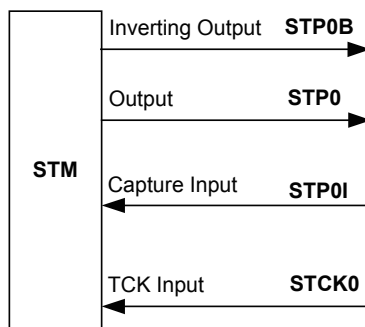 Inverting Output STP0B
Output STP0
STM
Capture Input STP0I
TCK Input STCK0